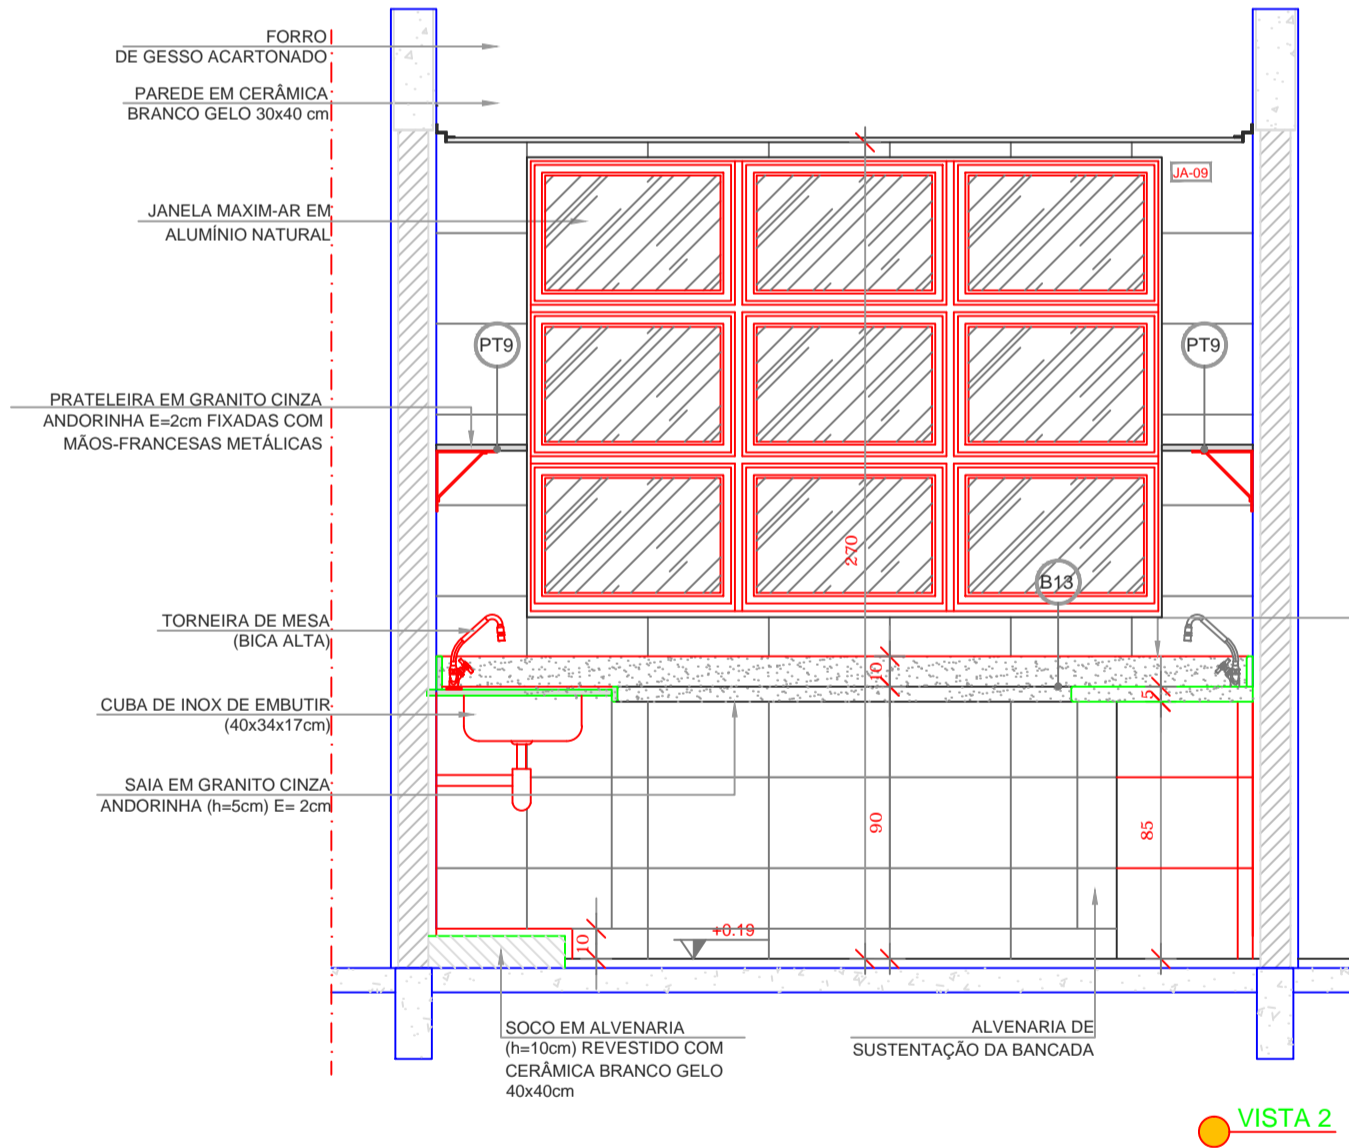 FORRO
DE GESSO ACARTONADO
PAREDE EM CERÂMICA
BRANCO GELO 30x40 cm
JA-09
JANELA MAXIM-AR EM
ALUMÍNIO NATURAL
PT9
PT9
PRATELEIRA EM GRANITO CINZA
ANDORINHA E=2cm FIXADAS COM
MÃOS-FRANCESAS METÁLICAS
270
B13
TORNEIRA DE MESA
(BICA ALTA)
10
5
CUBA DE INOX DE EMBUTIR
(40x34x17cm)
SAIA EM GRANITO CINZA
ANDORINHA (h=5cm) E= 2cm
90
85
10
+0.19
SOCO EM ALVENARIA
(h=10cm) REVESTIDO COM
CERÂMICA BRANCO GELO
40x40cm
ALVENARIA DE
SUSTENTAÇÃO DA BANCADA
VISTA 2